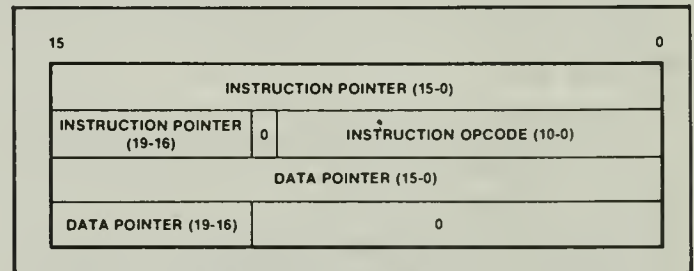 15 0
INSTRUCTION POINTER (15-0)
INSTRUCTION POINTER
(19-16)
0
INSTRUCTION OPCODE (10-0)
DATA POINTER (15-0)
DATA POINTER (19-16)
0